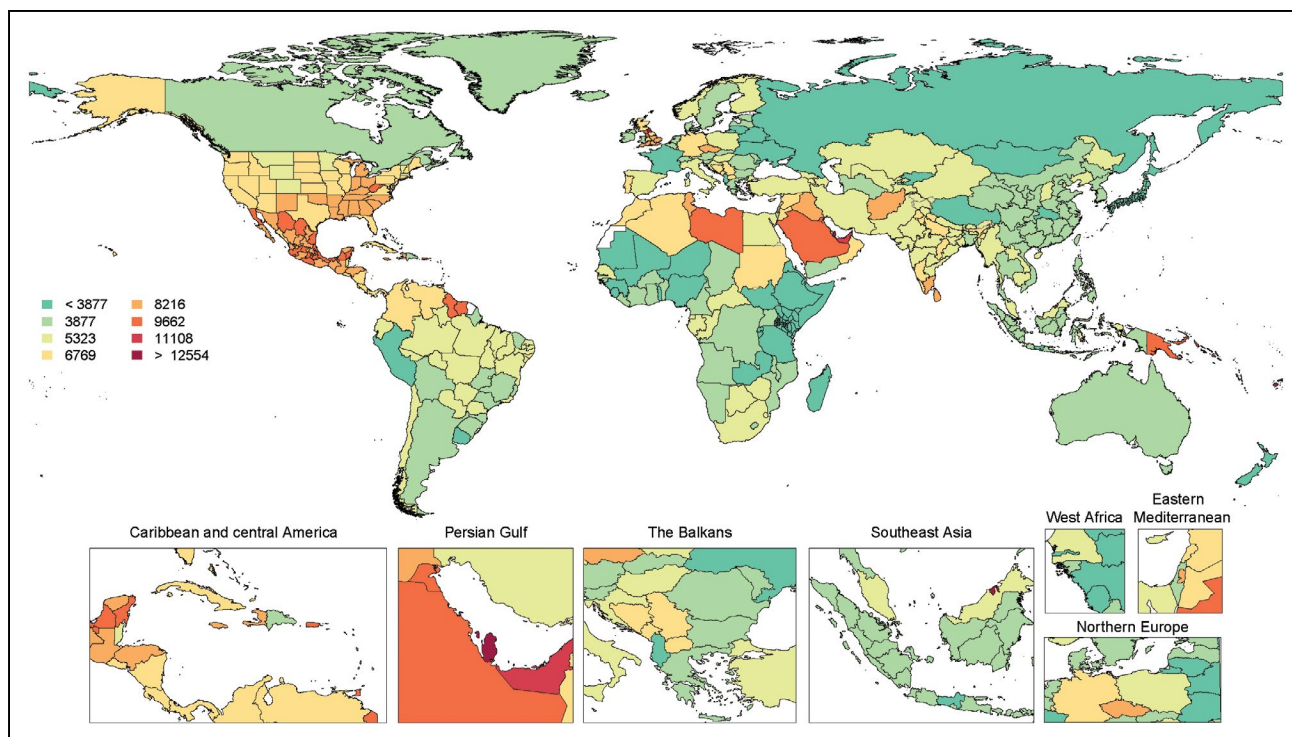 < 3877
3877
5323
6769
8216
9662
11108
> 12554
Caribbean and central America
Persian Gulf
The Balkans
Southeast Asia
West Africa
Eastern
Mediterranean
Northern Europe